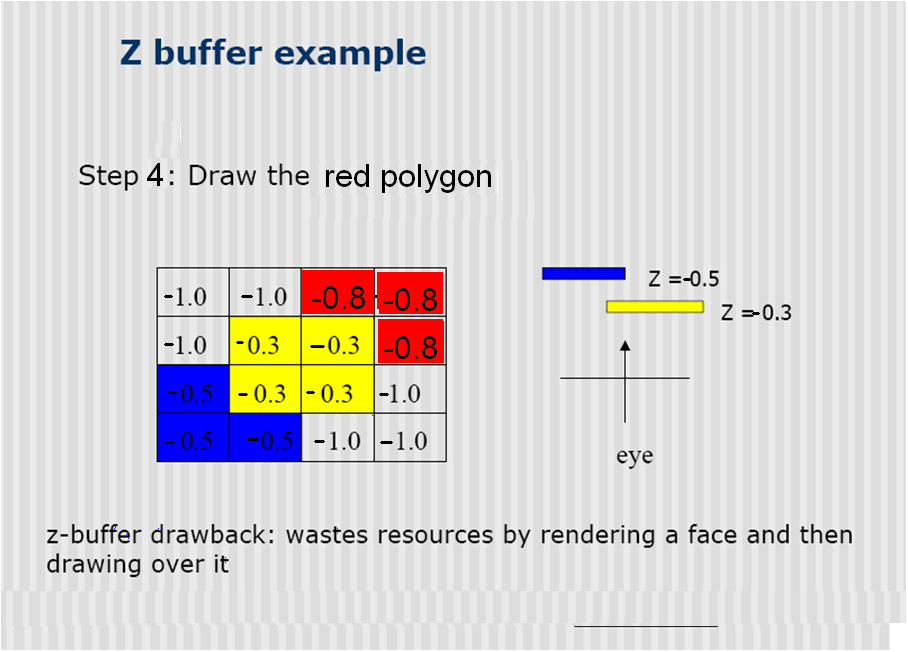 Z buffer example
Step 4: Draw the red polygon
-1.0 -1.0 -0.8 -0.8
-1.0 -0.3 -0.3 -0.8
-0.5 -0.3 -0.3 -1.0
-0.5 -0.5 -1.0 -1.0
Z =-0.5
Z =-0.3
eye
z-buffer drawback: wastes resources by rendering a face and then
drawing over it